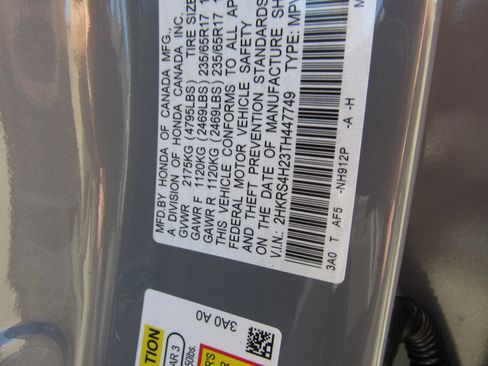 MFD.BY HONDA OF CANADA MFG.
A DIVISION OF HONDA CANADA INC.
GVWR 2175KG (4795LBS) TIRE SIZE
GAWR F 1120KG (2469LBS) 235/65R17
GAWR R 1120KG (2469LBS) 235/65R17
THIS VEHICLE CONFORMS TO ALL
FEDERAL MOTOR VEHICLE SAFETY
AND THEFT PREVENTION STANDARDS
ON THE DATE OF MANUFACTURE
V.I.N.: 2HKRS4H23TH447749 TYPE: MPV
3A0 T AF5 -NH912P -A -H
3A0 A0